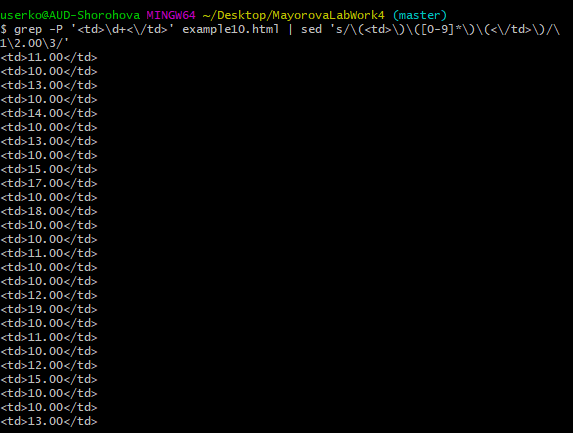 userko@AUD-Shorohova MINGW64 ~/Desktop/MayorovaLabWork4 (master)
$ grep -P '<td>\d+<\/td>' example10.html | sed 's/\(<td>\)\([0-9]*\)\(<\/td>\)/\
1\2.00\3/'
<td>11.00</td>
<td>10.00</td>
<td>13.00</td>
<td>10.00</td>
<td>14.00</td>
<td>10.00</td>
<td>13.00</td>
<td>10.00</td>
<td>15.00</td>
<td>17.00</td>
<td>10.00</td>
<td>18.00</td>
<td>10.00</td>
<td>10.00</td>
<td>11.00</td>
<td>10.00</td>
<td>10.00</td>
<td>12.00</td>
<td>19.00</td>
<td>10.00</td>
<td>11.00</td>
<td>10.00</td>
<td>12.00</td>
<td>15.00</td>
<td>10.00</td>
<td>10.00</td>
<td>13.00</td>